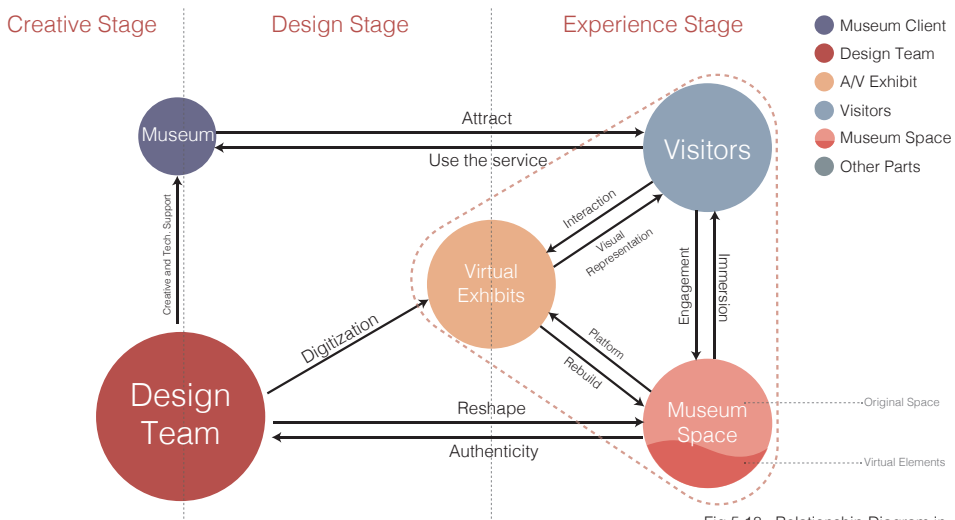 Creative Stage
Design Stage
Experience Stage
Museum Client
Design Team
A/V Exhibit
Visitors
Museum Space
Other Parts
Museum
Attract
Use the service
Visitors
Creative and Tech. Support
Interaction
Visual
Representation
Virtual
Exhibits
Engagement
Immersion
Digitization
Platform
Rebuild
Design
Team
Reshape
Authenticity
Museum
Space
Original Space
Virtual Elements